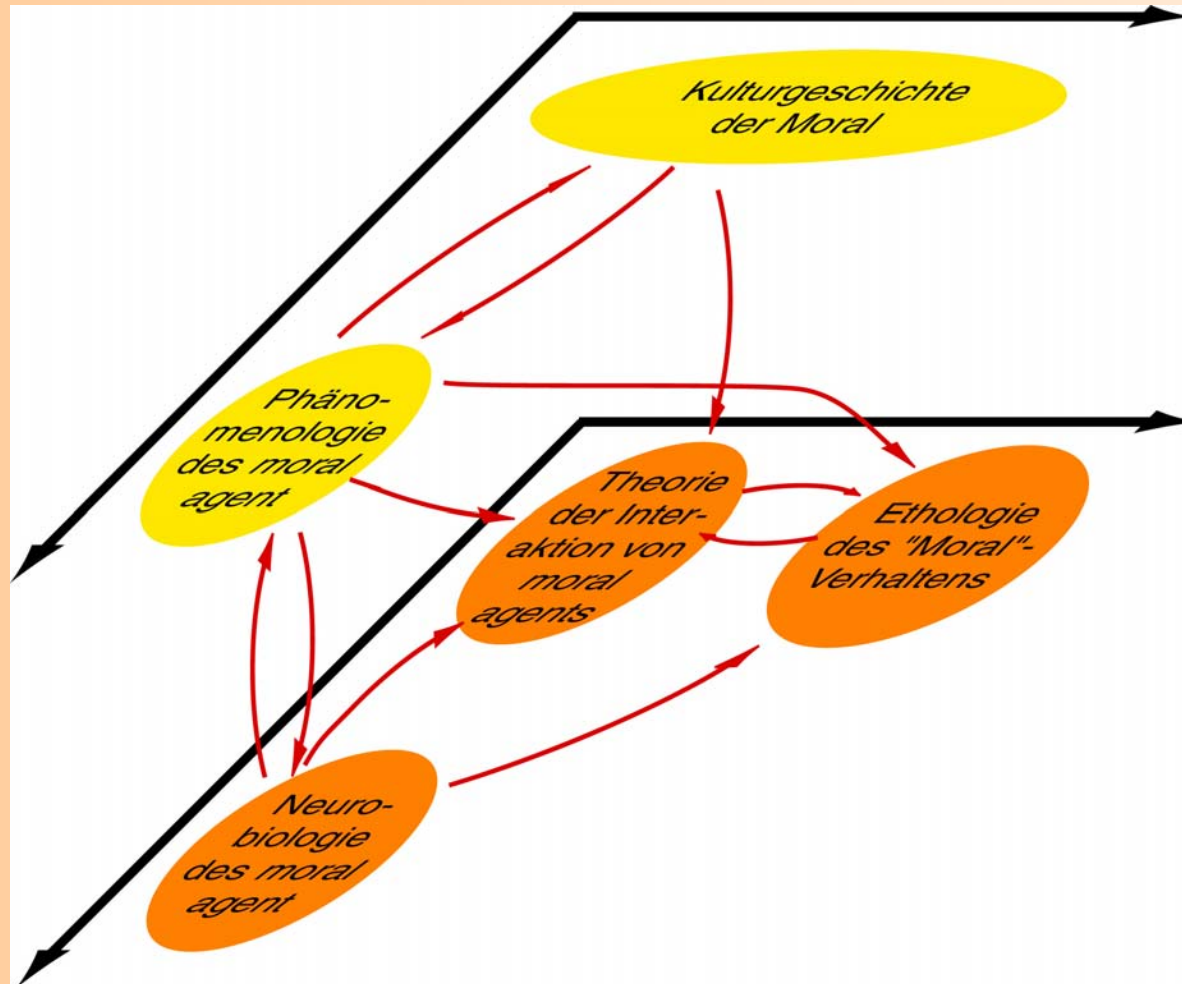 Kulturgeschichte
der Moral
Phäno-
menologie
des moral
agent
Theorie
der Inter-
aktion von
moral
agents
Ethologie
des "Moral"-
Verhaltens
Neuro-
biologie
des moral
agent